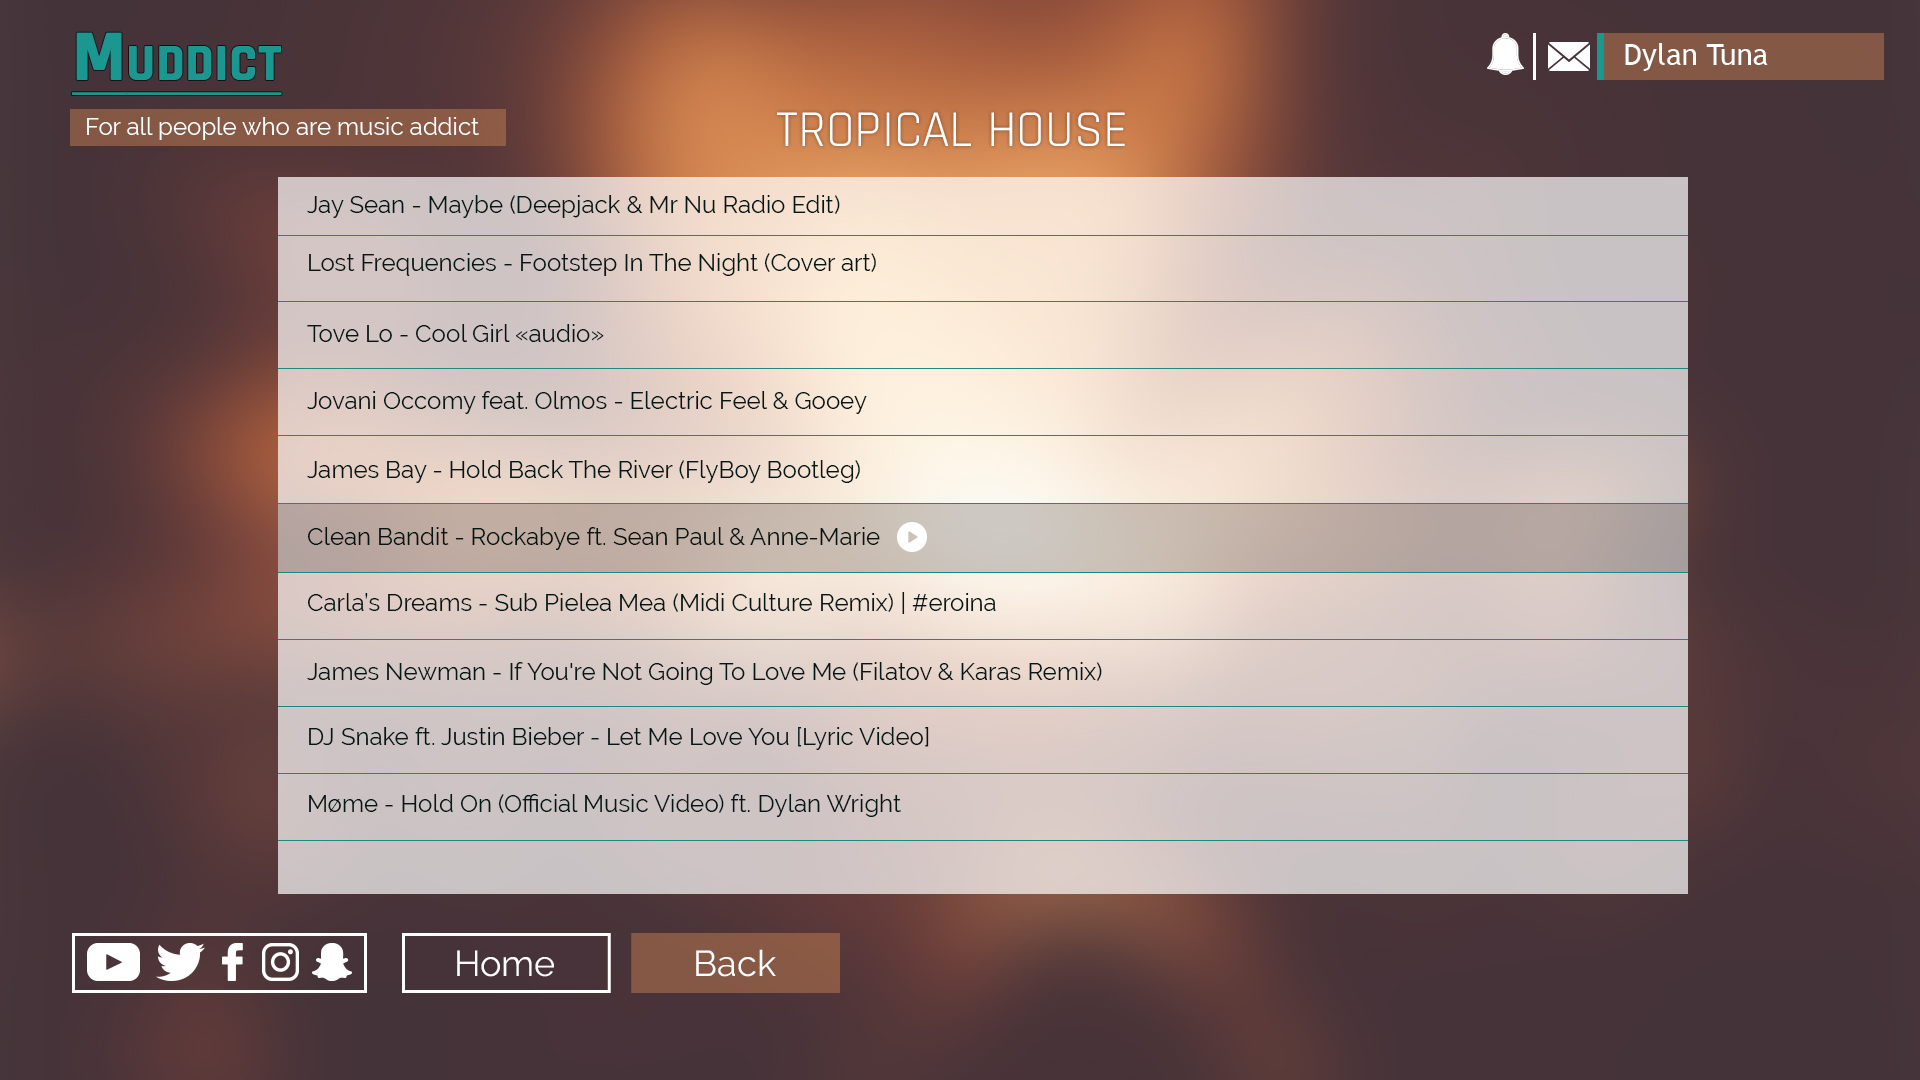 MUDDICT
For all people who are music addict
Dylan Tuna
TROPICAL HOUSE
Jay Sean - Maybe (Deepjack & Mr Nu Radio Edit)
Lost Frequencies - Footstep In The Night (Cover art)
Tove Lo - Cool Girl «audio»
Jovani Occomy feat. Olmos - Electric Feel & Gooey
James Bay - Hold Back The River (FlyBoy Bootleg)
Clean Bandit - Rockabye ft. Sean Paul & Anne-Marie
Carla’s Dreams - Sub Pielea Mea (Midi Culture Remix) | #eroina
James Newman - If You're Not Going To Love Me (Filatov & Karas Remix)
DJ Snake ft. Justin Bieber - Let Me Love You [Lyric Video]
Møme - Hold On (Official Music Video) ft. Dylan Wright
Home
Back